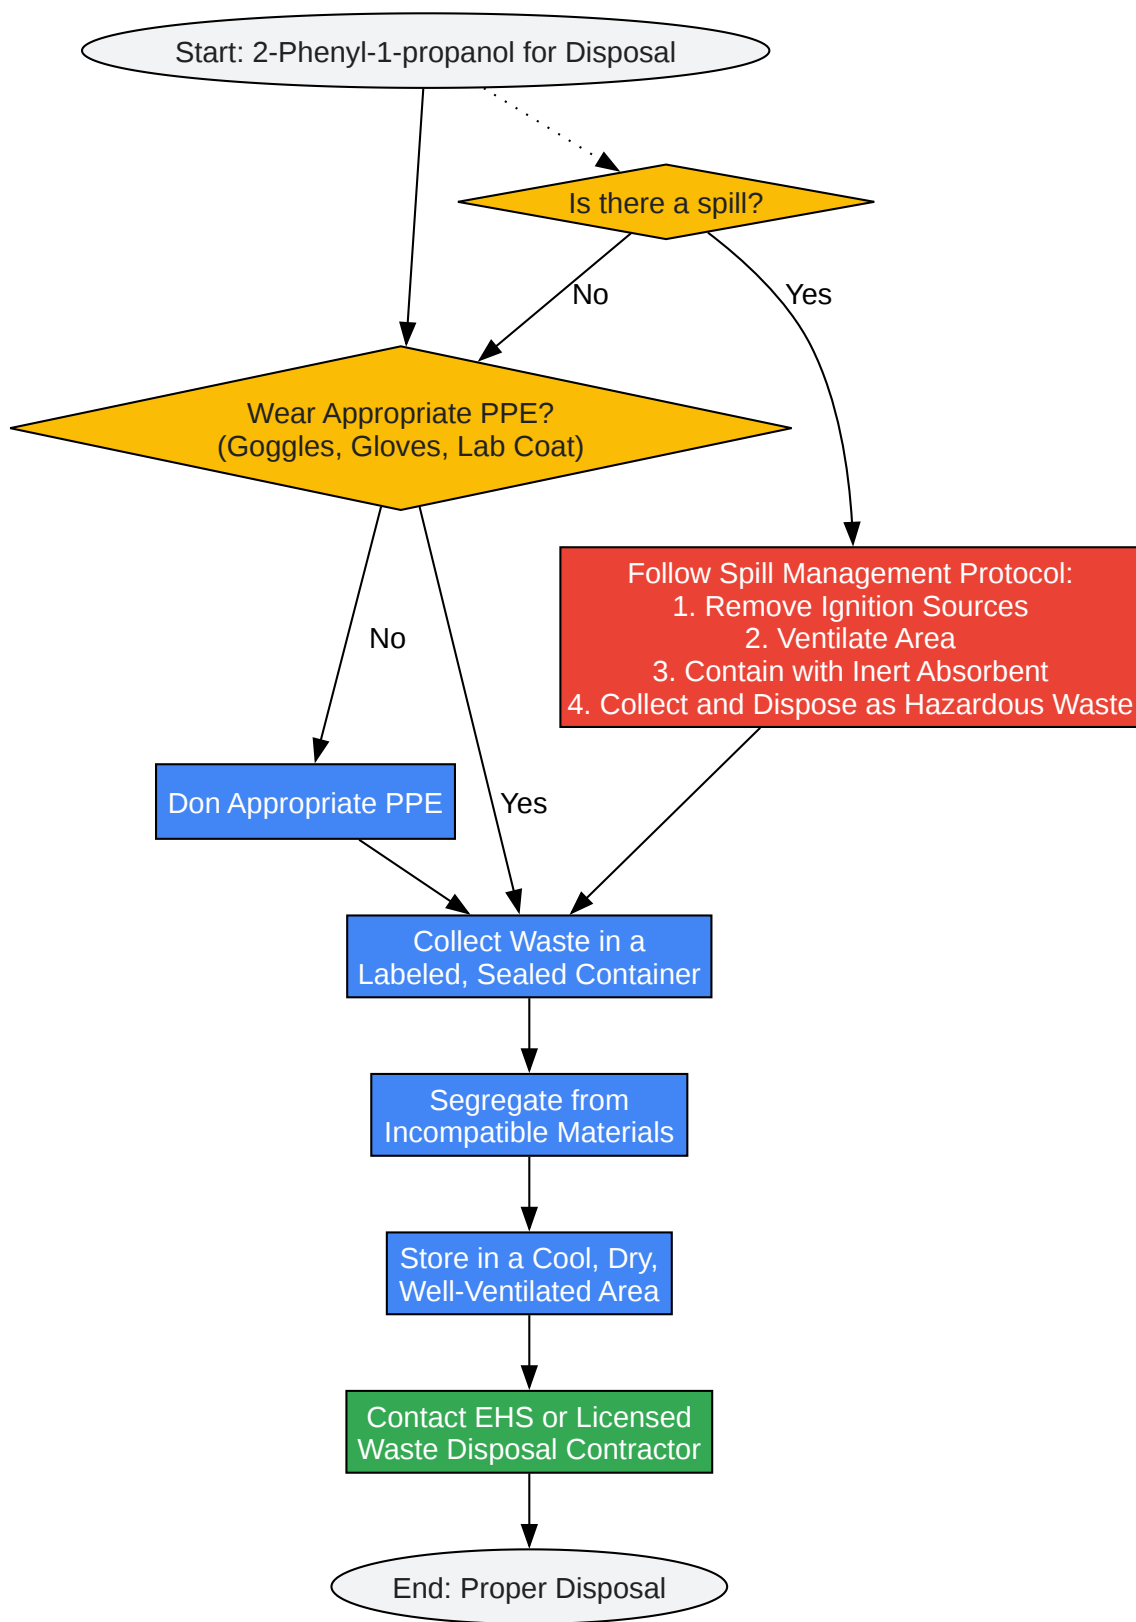 Start: 2-Phenyl-1-propanol for Disposal
Is there a spill?
No
Yes
Wear Appropriate PPE?
(Goggles, Gloves, Lab Coat)
Follow Spill Management Protocol:
1. Remove Ignition Sources
2. Ventilate Area
3. Contain with Inert Absorbent
4. Collect and Dispose as Hazardous Waste
No
Don Appropriate PPE
Yes
Collect Waste in a
Labeled, Sealed Container
Segregate from
Incompatible Materials
Store in a Cool, Dry,
Well-Ventilated Area
Contact EHS or Licensed
Waste Disposal Contractor
End: Proper Disposal